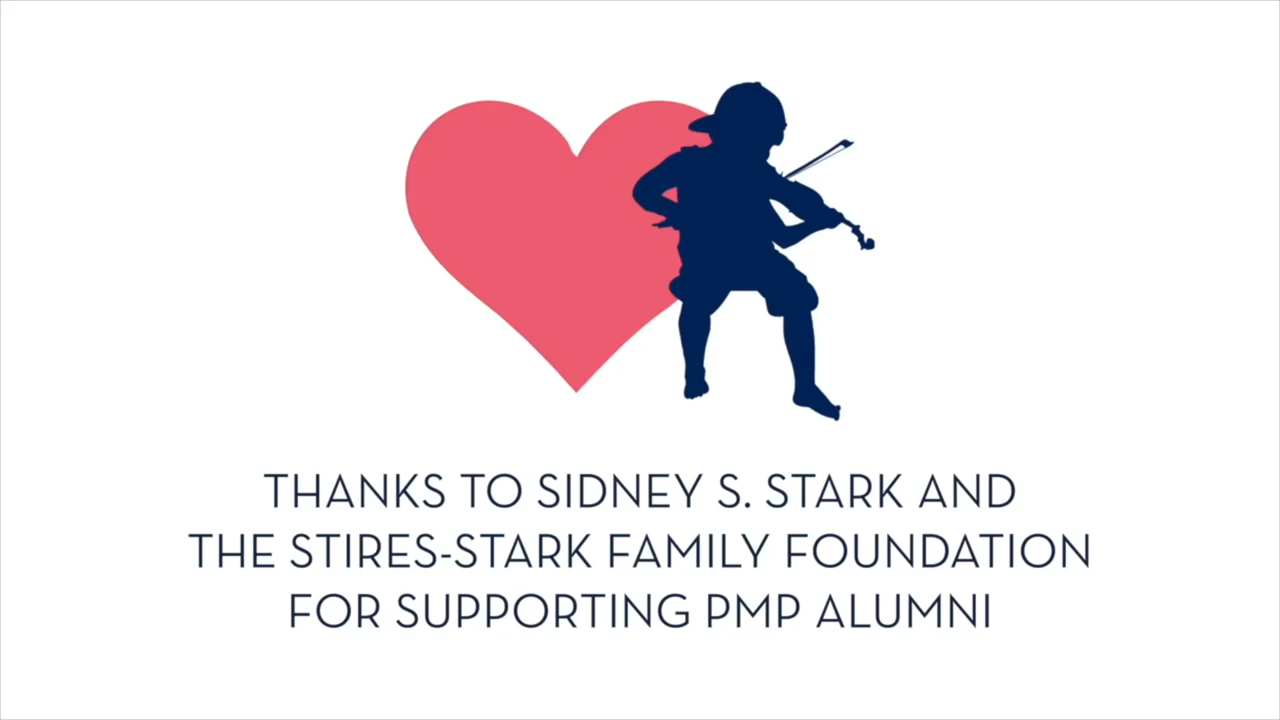 THANKS TO SIDNEY S. STARK AND
THE STIRES-STARK FAMILY FOUNDATION
FOR SUPPORTING PMP ALUMNI